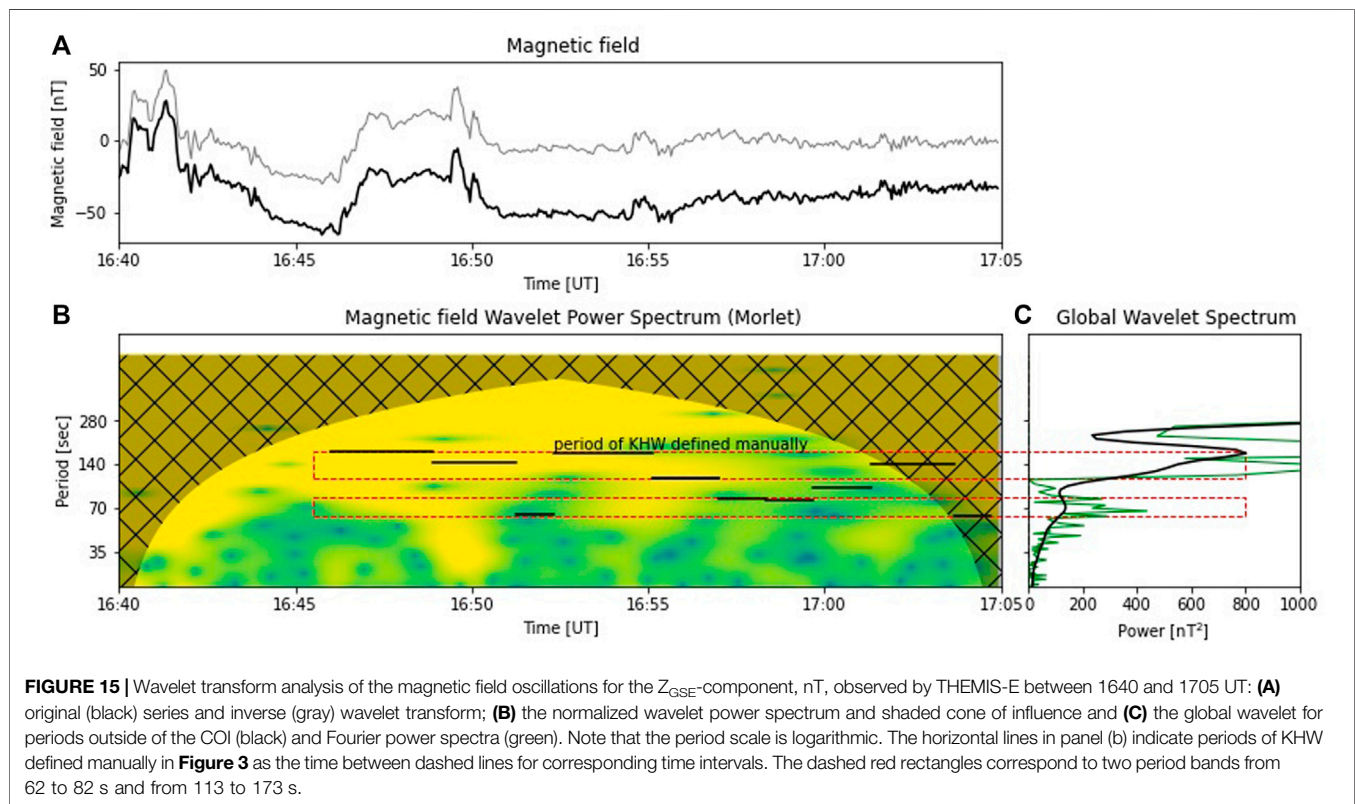 A
Magnetic field
Magnetic field [nT]
50
0
−50
16:40 16:45 16:50 16:55 17:00 17:05
Time [UT]
B
Magnetic field Wavelet Power Spectrum (Morlet)
Period [sec]
280
140
70
35
period of KHW defined manually
16:40 16:45 16:50 16:55 17:00 17:05
Time [UT]
C
Global Wavelet Spectrum
0 200 400 600 800 1000
Power [nT²]
FIGURE 15 | Wavelet transform analysis of the magnetic field oscillations for the Z_GSE-component, nT, observed by THEMIS-E between 1640 and 1705 UT: (A)
original (black) series and inverse (gray) wavelet transform; (B) the normalized wavelet power spectrum and shaded cone of influence and (C) the global wavelet for
periods outside of the COI (black) and Fourier power spectra (green). Note that the period scale is logarithmic. The horizontal lines in panel (b) indicate periods of KHW
defined manually in Figure 3 as the time between dashed lines for corresponding time intervals. The dashed red rectangles correspond to two period bands from
62 to 82 s and from 113 to 173 s.